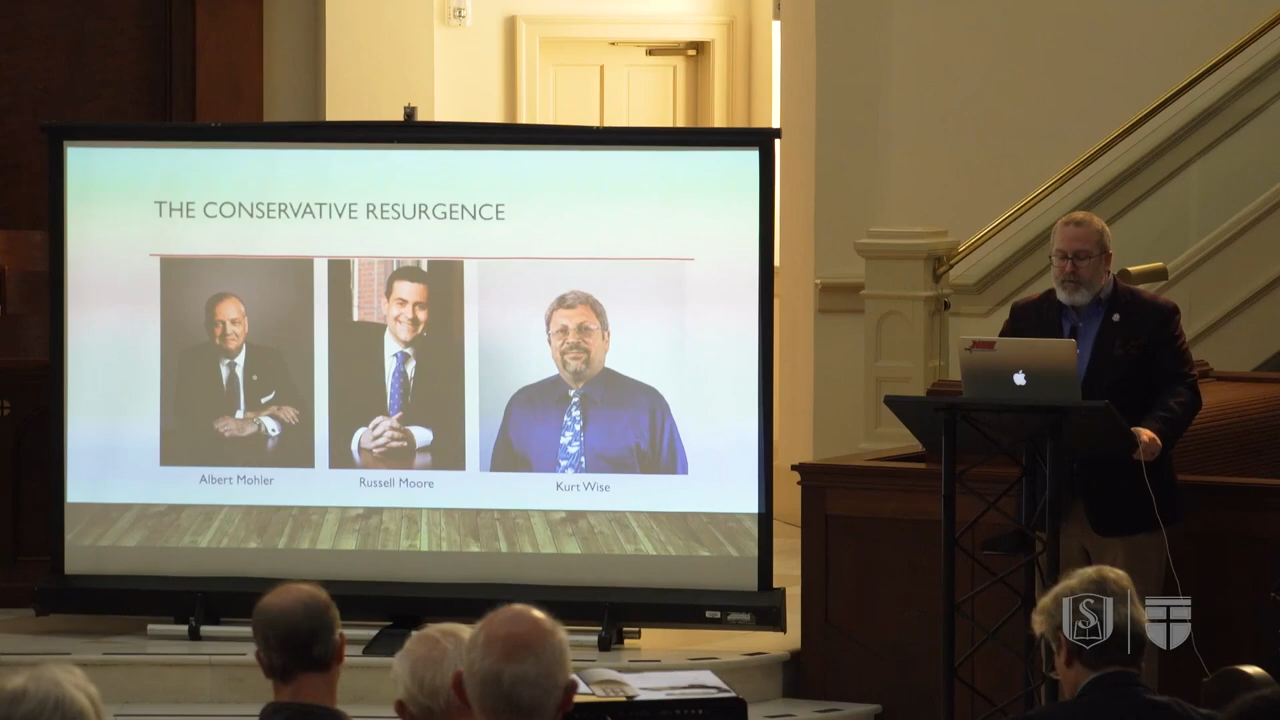 THE CONSERVATIVE RESURGENCE
Albert Mohler
Russell Moore
Kurt Wise
S